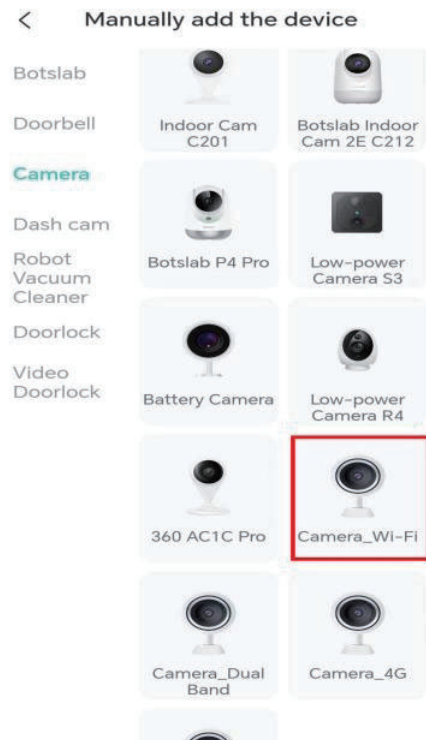 Manually add the device
Botslab
Doorbell
Camera
Dash cam
Robot
Vacuum
Cleaner
Doorlock
Video
Doorlock
Indoor Cam
C201
Botslab Indoor
Cam 2E C212
Botslab P4 Pro
Low-power
Camera S3
Battery Camera
Low-power
Camera R4
360 AC1C Pro
Camera_Wi-Fi
Camera_Dual
Band
Camera_4G